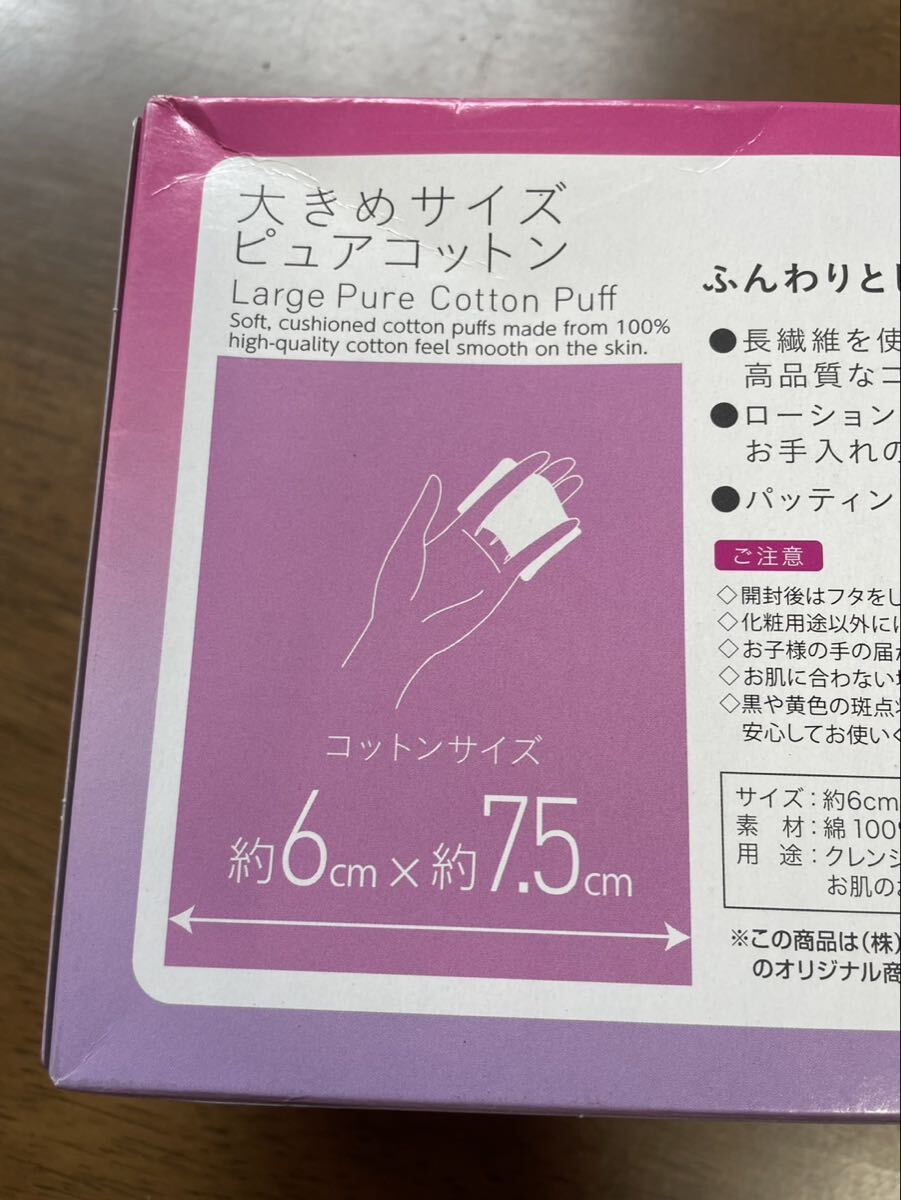 大きめサイズ
ピュアコットン
Large Pure Cotton Puff
Soft, cushioned cotton puffs made from 100%
high-quality cotton feel smooth on the skin.
コットンサイズ
約6cm×約7.5cm
ふんわりと
●長繊維を使
高品質なコ
●ローション
お手入れの
●パッティン
ご注意
◇開封後はフタをし
◇化粧用途以外に
◇お子様の手の届か
◇お肌に合わない
◇黒や黄色の斑点
安心してお使いく
サイズ：約6cm
素 材：綿100%
用 途：クレンジ
お肌のお
※この商品は(株)
のオリジナル商